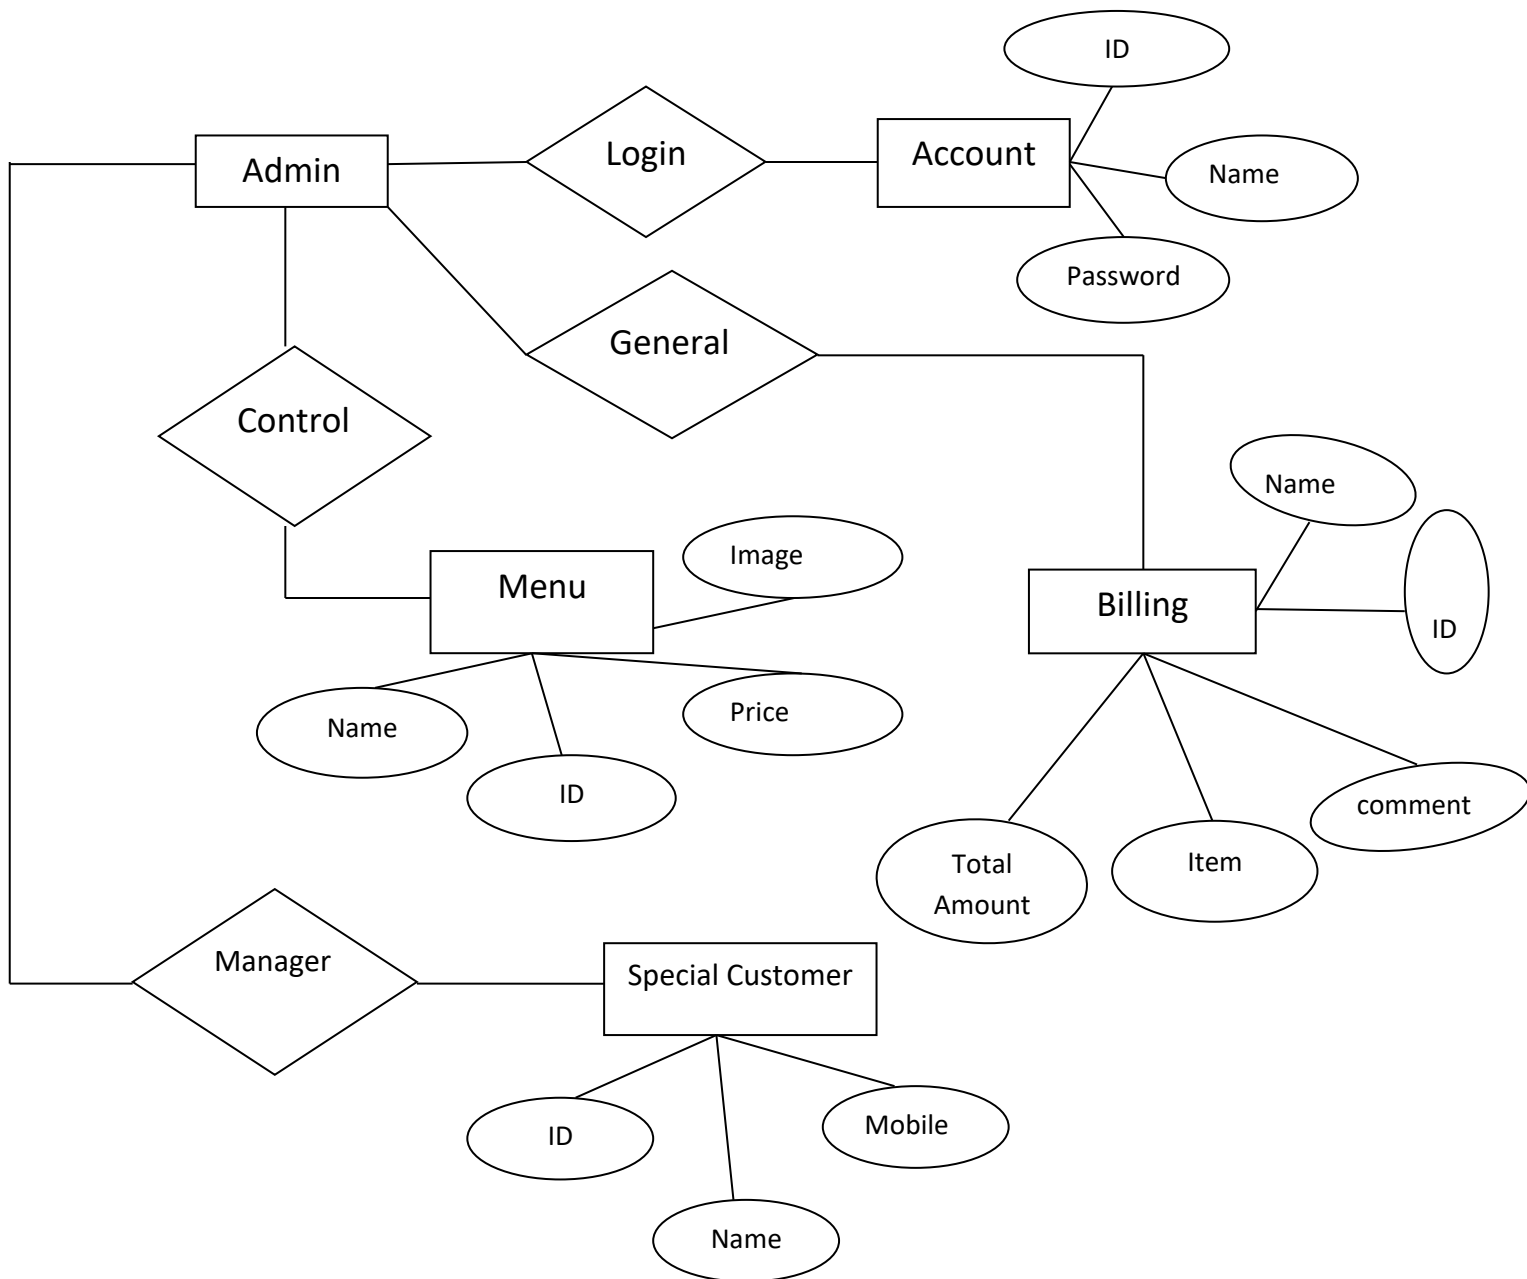 ID
Login
Account
Admin
Name
Password
General
Control
Name
Image
Menu
Billing
ID
Price
Name
ID
comment
Total
Amount
Item
Manager
Special Customer
Mobile
ID
Name